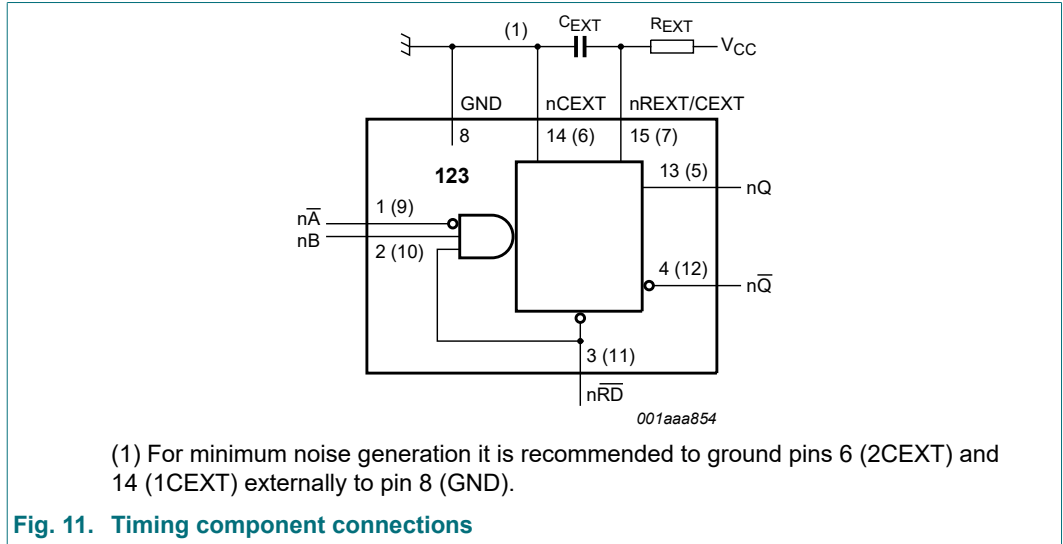 (1)
CEXT
REXT
VCC
GND
nCEXT
nREXT/CEXT
8
14 (6)
15 (7)
123
13 (5)
nQ
1 (9)
nA̅
nB
2 (10)
4 (12)
nQ̅
3 (11)
nR̅D̅
001aaa854
(1) For minimum noise generation it is recommended to ground pins 6 (2CEXT) and
14 (1CEXT) externally to pin 8 (GND).
Fig. 11. Timing component connections